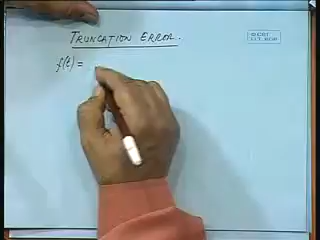 TRUNCATION ERROR.
f(t) =